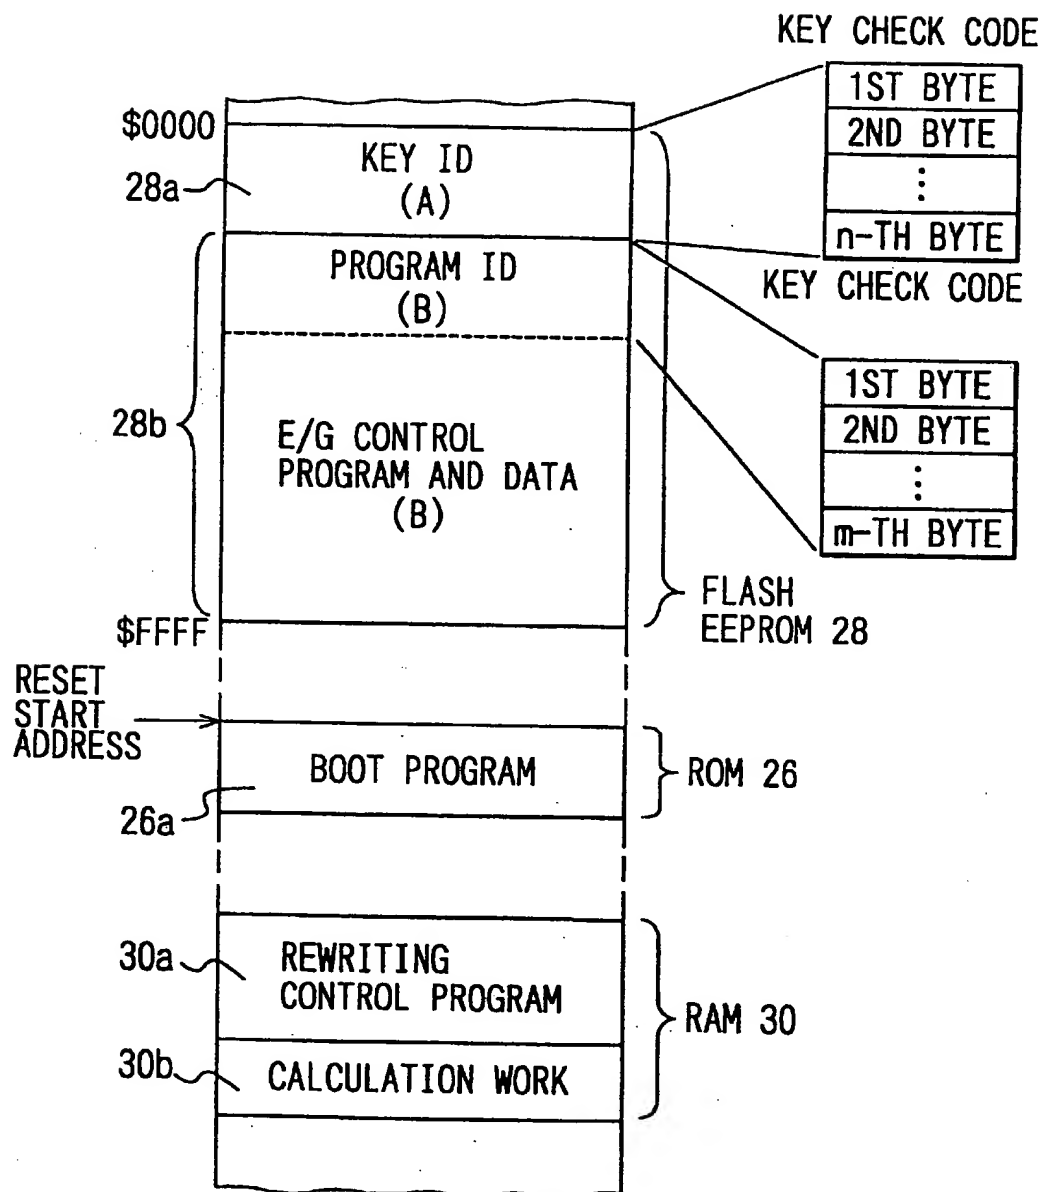 KEY CHECK CODE
1ST BYTE
2ND BYTE
⋮
n-TH BYTE
KEY CHECK CODE
1ST BYTE
2ND BYTE
⋮
m-TH BYTE
$0000
KEY ID
(A)
28a
PROGRAM ID
(B)
28b
E/G CONTROL
PROGRAM AND DATA
(B)
$FFFF
FLASH
EEPROM 28
RESET
START
ADDRESS
BOOT PROGRAM
26a
ROM 26
30a
REWRITING
CONTROL PROGRAM
RAM 30
30b
CALCULATION WORK